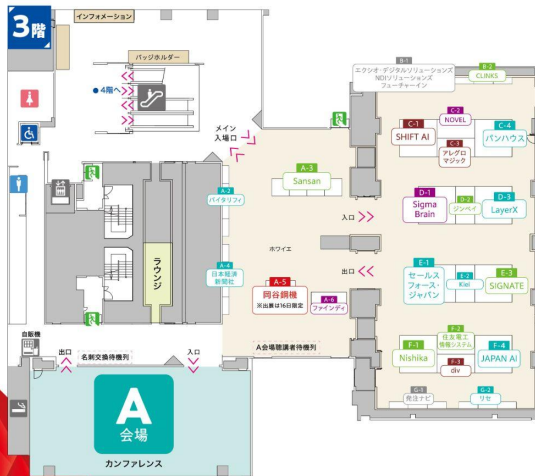 3階
インフォメーション
バッジホルダー
● 4階へ
メイン
入場口
B-1
エクシオ・デジタルソリューションズ
NDIソリューションズ
フューチャーイン
B-2
CLINKS
C-1
SHIFT AI
C-2
NOVEL
C-3
アレグロ
マジック
C-4
パンハウス
A-3
Sansan
A-2
バイタリフィ
入口
D-1
Sigma
Brain
D-2
ジンベイ
D-3
LayerX
ホワイエ
ラウンジ
A-4
日本経済
新聞社
出口
A-5
岡谷鋼機
※出展は16日限定
A-6
ファインディ
E-1
セールス
フォース・
ジャパン
E-2
Kiei
E-3
SIGNATE
自販機
出口
名刺交換待機列
入口
A会場聴講者待機列
F-1
Nishika
F-2
住友電工
情報システム
F-3
div
F-4
JAPAN AI
G-1
発注ナビ
G-2
リセ
A
会場
カンファレンス